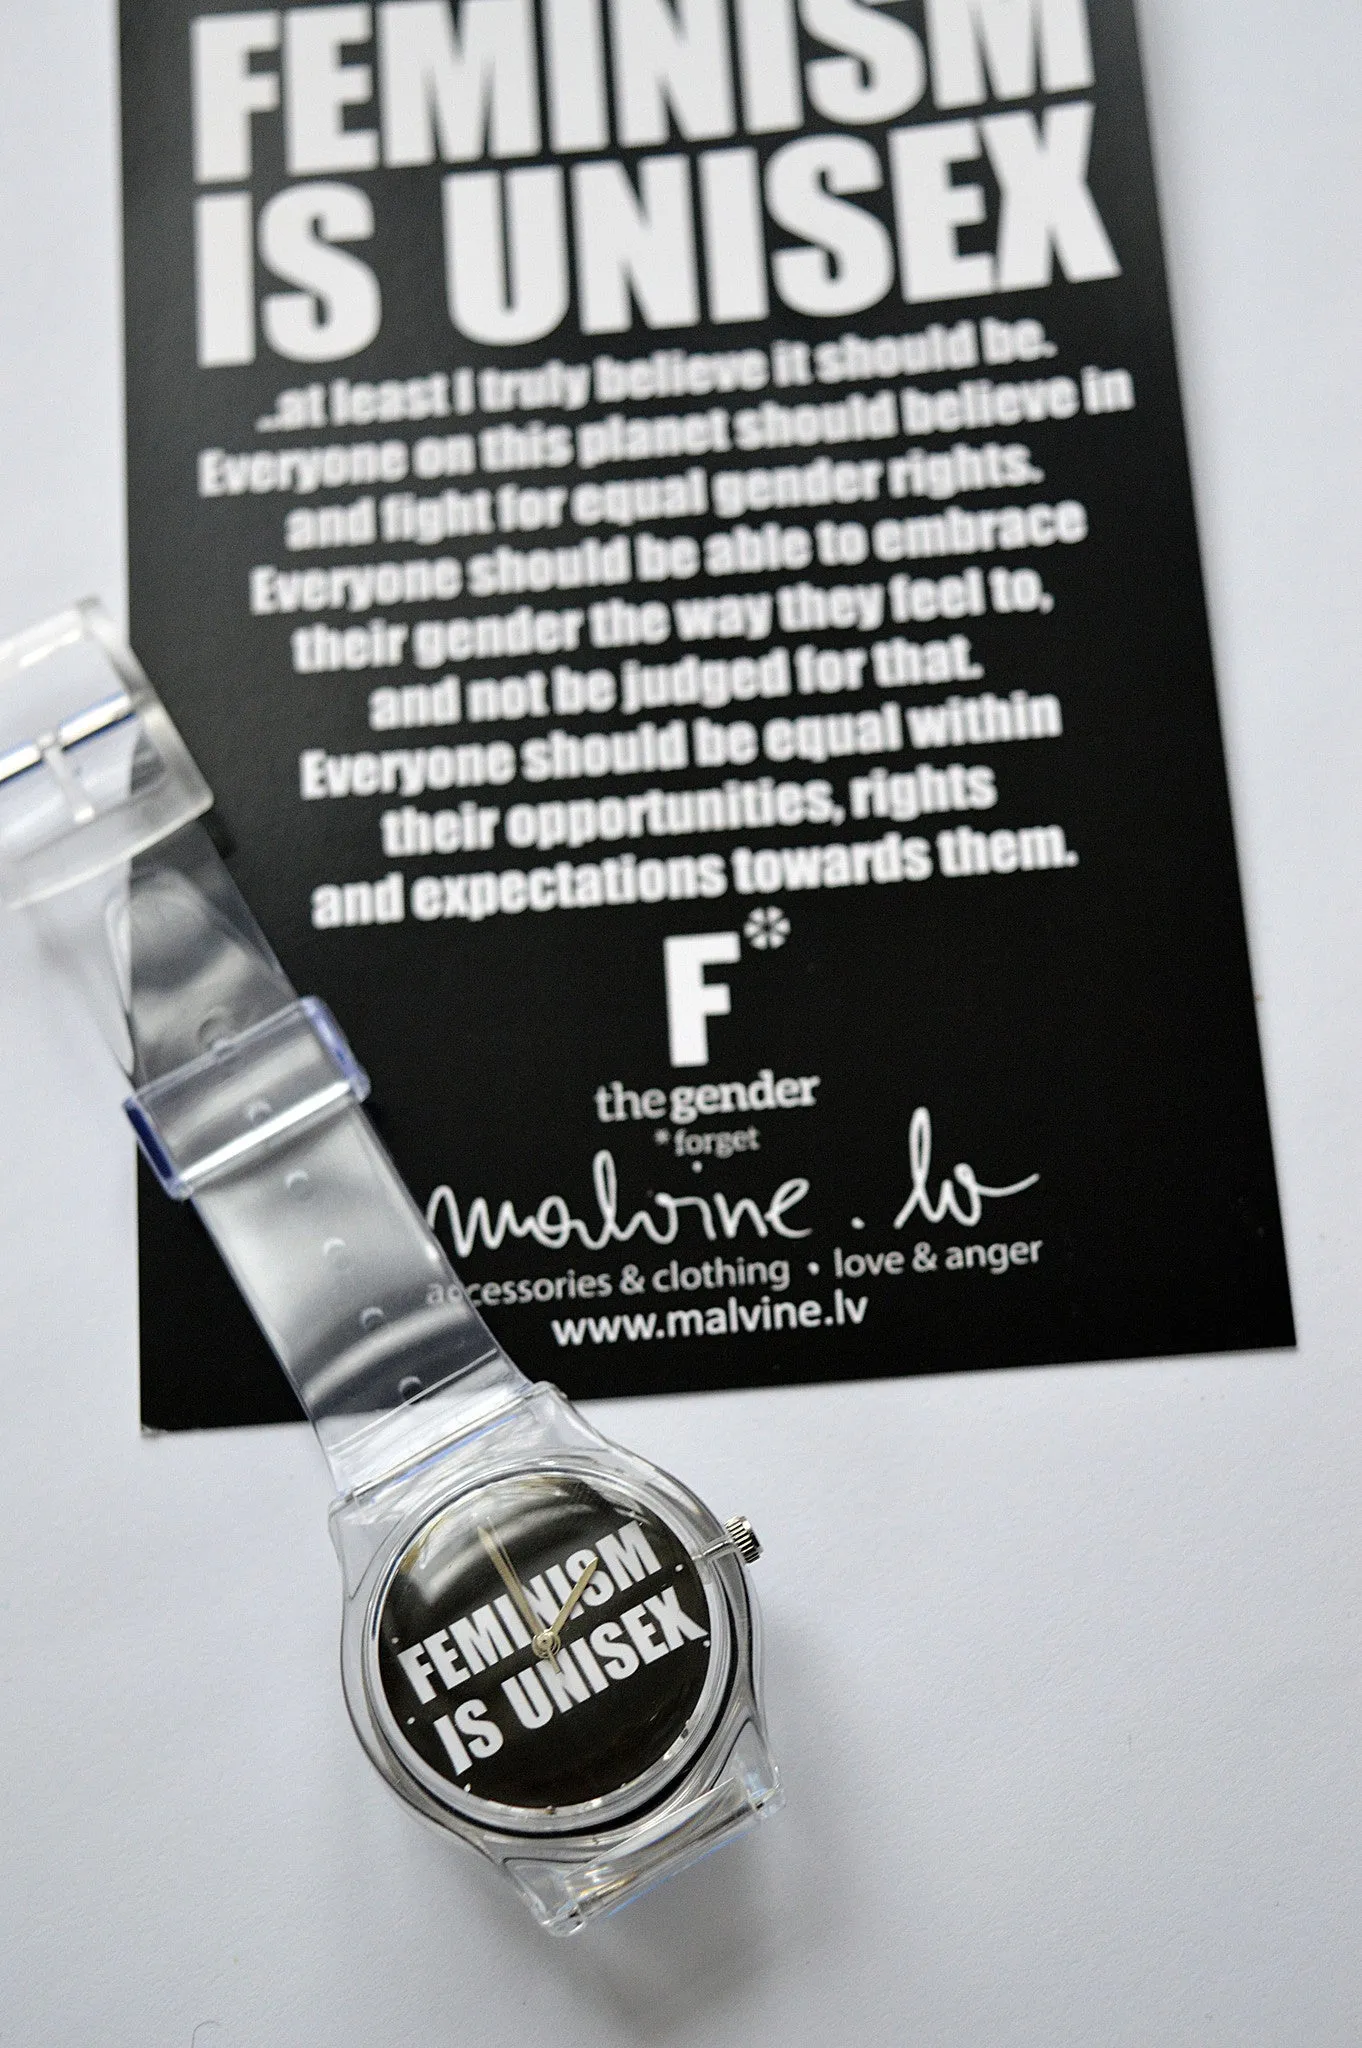 FEMINISM
IS UNISEX
..at least I truly believe it should be.
Everyone on this planet should believe in
and fight for equal gender rights.
Everyone should be able to embrace
their gender the way they feel to,
and not be judged for that.
Everyone should be equal within
their opportunities, rights
and expectations towards them.
F*
the gender
*forget
malvine.lv
accessories & clothing • love & anger
www.malvine.lv
FEMINISM
IS UNISEX